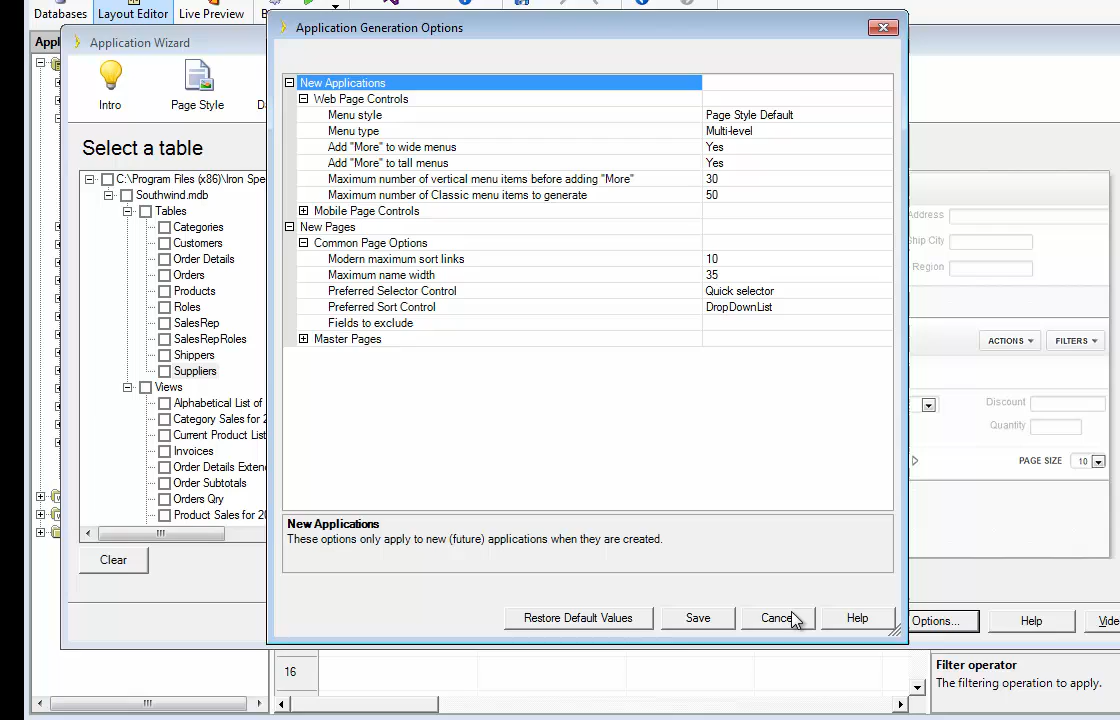 Databases
Layout Editor
Live Preview
Application Wizard
Intro
Page Style
Select a table
C:\Program Files (x86)\Iron Spe
Southwind.mdb
Tables
Categories
Customers
Order Details
Orders
Products
Roles
SalesRep
SalesRepRoles
Shippers
Suppliers
Views
Alphabetical List of
Category Sales for 2
Current Product List
Invoices
Order Details Exten
Order Subtotals
Orders Qry
Product Sales for 20
Clear
Application Generation Options
New Applications
Web Page Controls
Menu style Page Style Default
Menu type Multi-level
Add "More" to wide menus Yes
Add "More" to tall menus Yes
Maximum number of vertical menu items before adding "More" 30
Maximum number of Classic menu items to generate 50
Mobile Page Controls
New Pages
Common Page Options
Modern maximum sort links 10
Maximum name width 35
Preferred Selector Control Quick selector
Preferred Sort Control DropDownList
Fields to exclude
Master Pages
New Applications
These options only apply to new (future) applications when they are created.
Restore Default Values
Save
Cancel
Help
Address
hip City
Region
ACTIONS
FILTERS
Discount
Quantity
PAGE SIZE 10
Options...
Help
Vide
16
Filter operator
The filtering operation to apply.